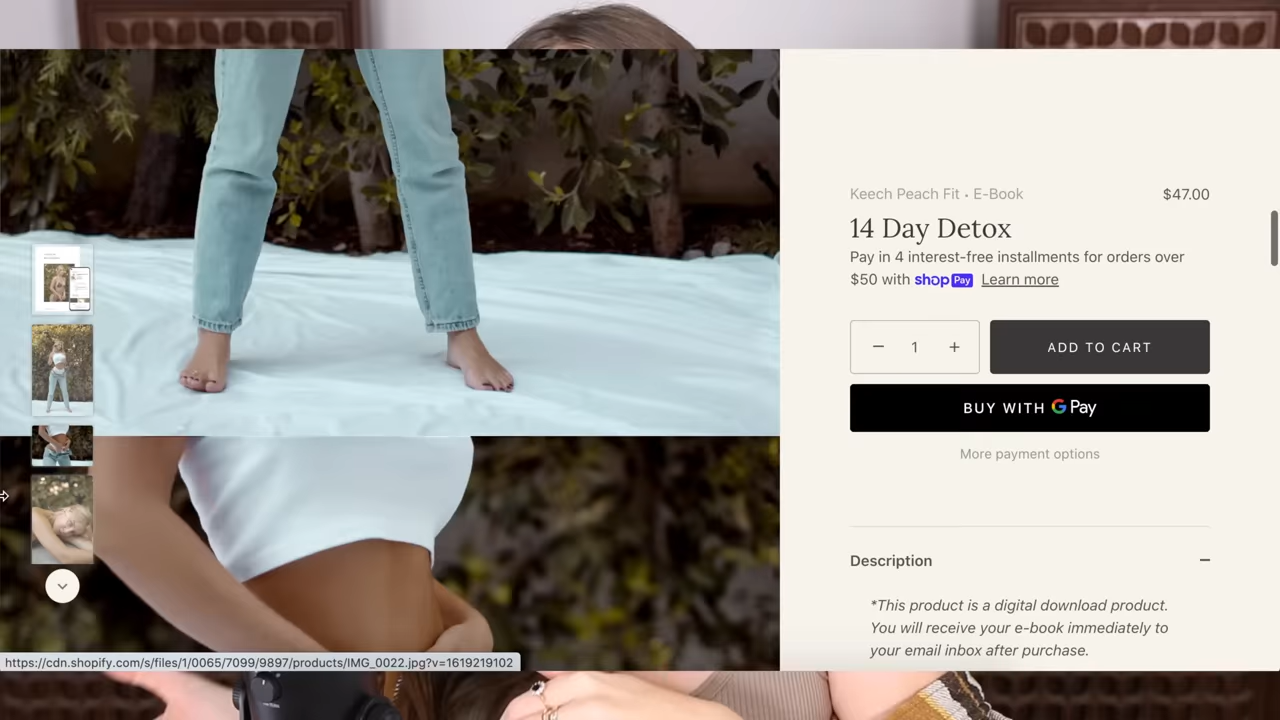 Keech Peach Fit • E-Book
$47.00
14 Day Detox
Pay in 4 interest-free installments for orders over
$50 with shop Pay Learn more
− 1 +
ADD TO CART
BUY WITH G Pay
More payment options
Description −
*This product is a digital download product.
You will receive your e-book immediately to
your email inbox after purchase.
https://cdn.shopify.com/s/files/1/0065/7099/9897/products/IMG_0022.jpg?v=1619219102